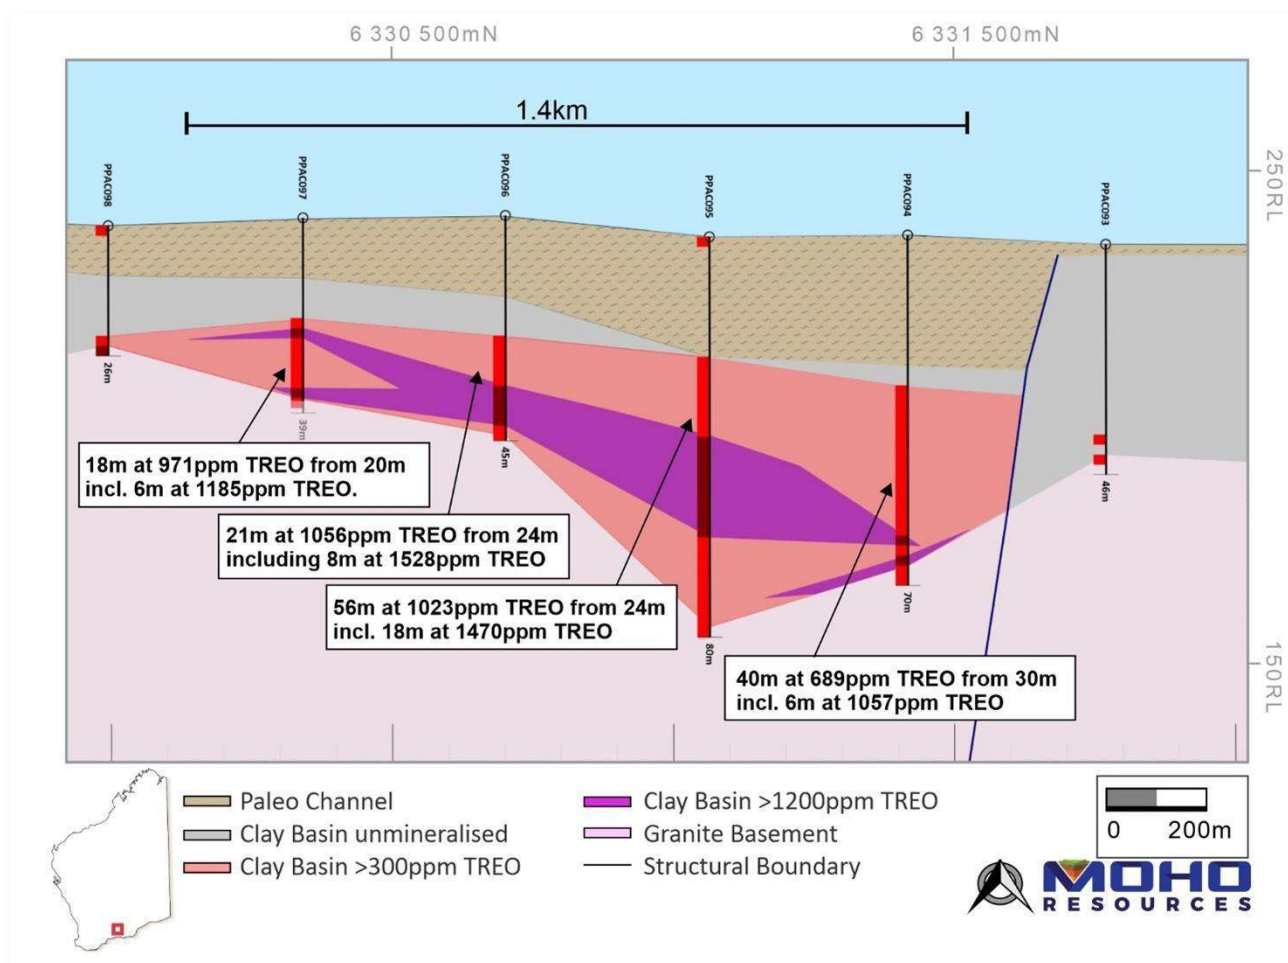 6 330 500mN
6 331 500mN
1.4km
250RL
PPAC098
PPAC097
PPAC096
PPAC095
PPAC094
PPAC093
26m
39m
45m
80m
70m
46m
18m at 971ppm TREO from 20m
incl. 6m at 1185ppm TREO.
21m at 1056ppm TREO from 24m
including 8m at 1528ppm TREO
56m at 1023ppm TREO from 24m
incl. 18m at 1470ppm TREO
40m at 689ppm TREO from 30m
incl. 6m at 1057ppm TREO
150RL
Paleo Channel
Clay Basin unmineralised
Clay Basin >300ppm TREO
Clay Basin >1200ppm TREO
Granite Basement
Structural Boundary
0 200m
MOHO
RESOURCES